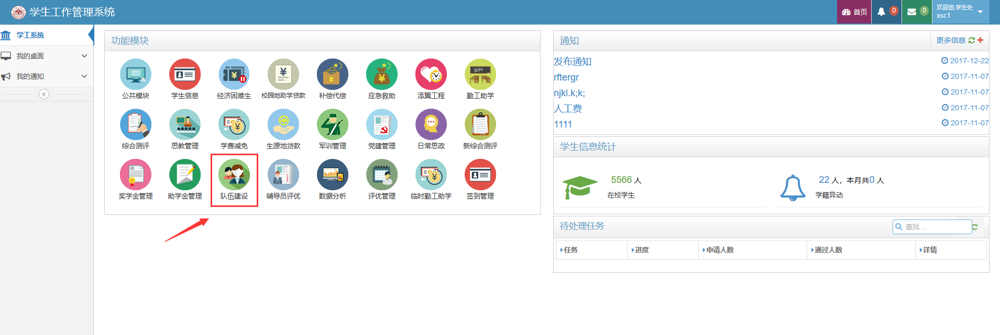 学生工作管理系统
首页
0
0
欢迎您,学生处
xsc1
学工系统
我的桌面
我的通知
功能模块
公共模块
学生信息
经济困难生
校园地助学贷款
补偿代偿
应急救助
添翼工程
勤工助学
综合测评
思教管理
学费减免
生源地贷款
军训管理
党建管理
日常思政
新综合测评
奖学金管理
助学金管理
队伍建设
辅导员评优
数据分析
评优管理
临时勤工助学
签到管理
通知
更多信息
发布通知 2017-12-22
rftergr 2017-11-07
njkl.k;k; 2017-11-07
人工费 2017-11-07
1111 2017-11-07
学生信息统计
5566 人
在校学生
22 人，本月共0 人
学籍异动
待处理任务
查找 ...
任务 进度 申请人数 通过人数 详情